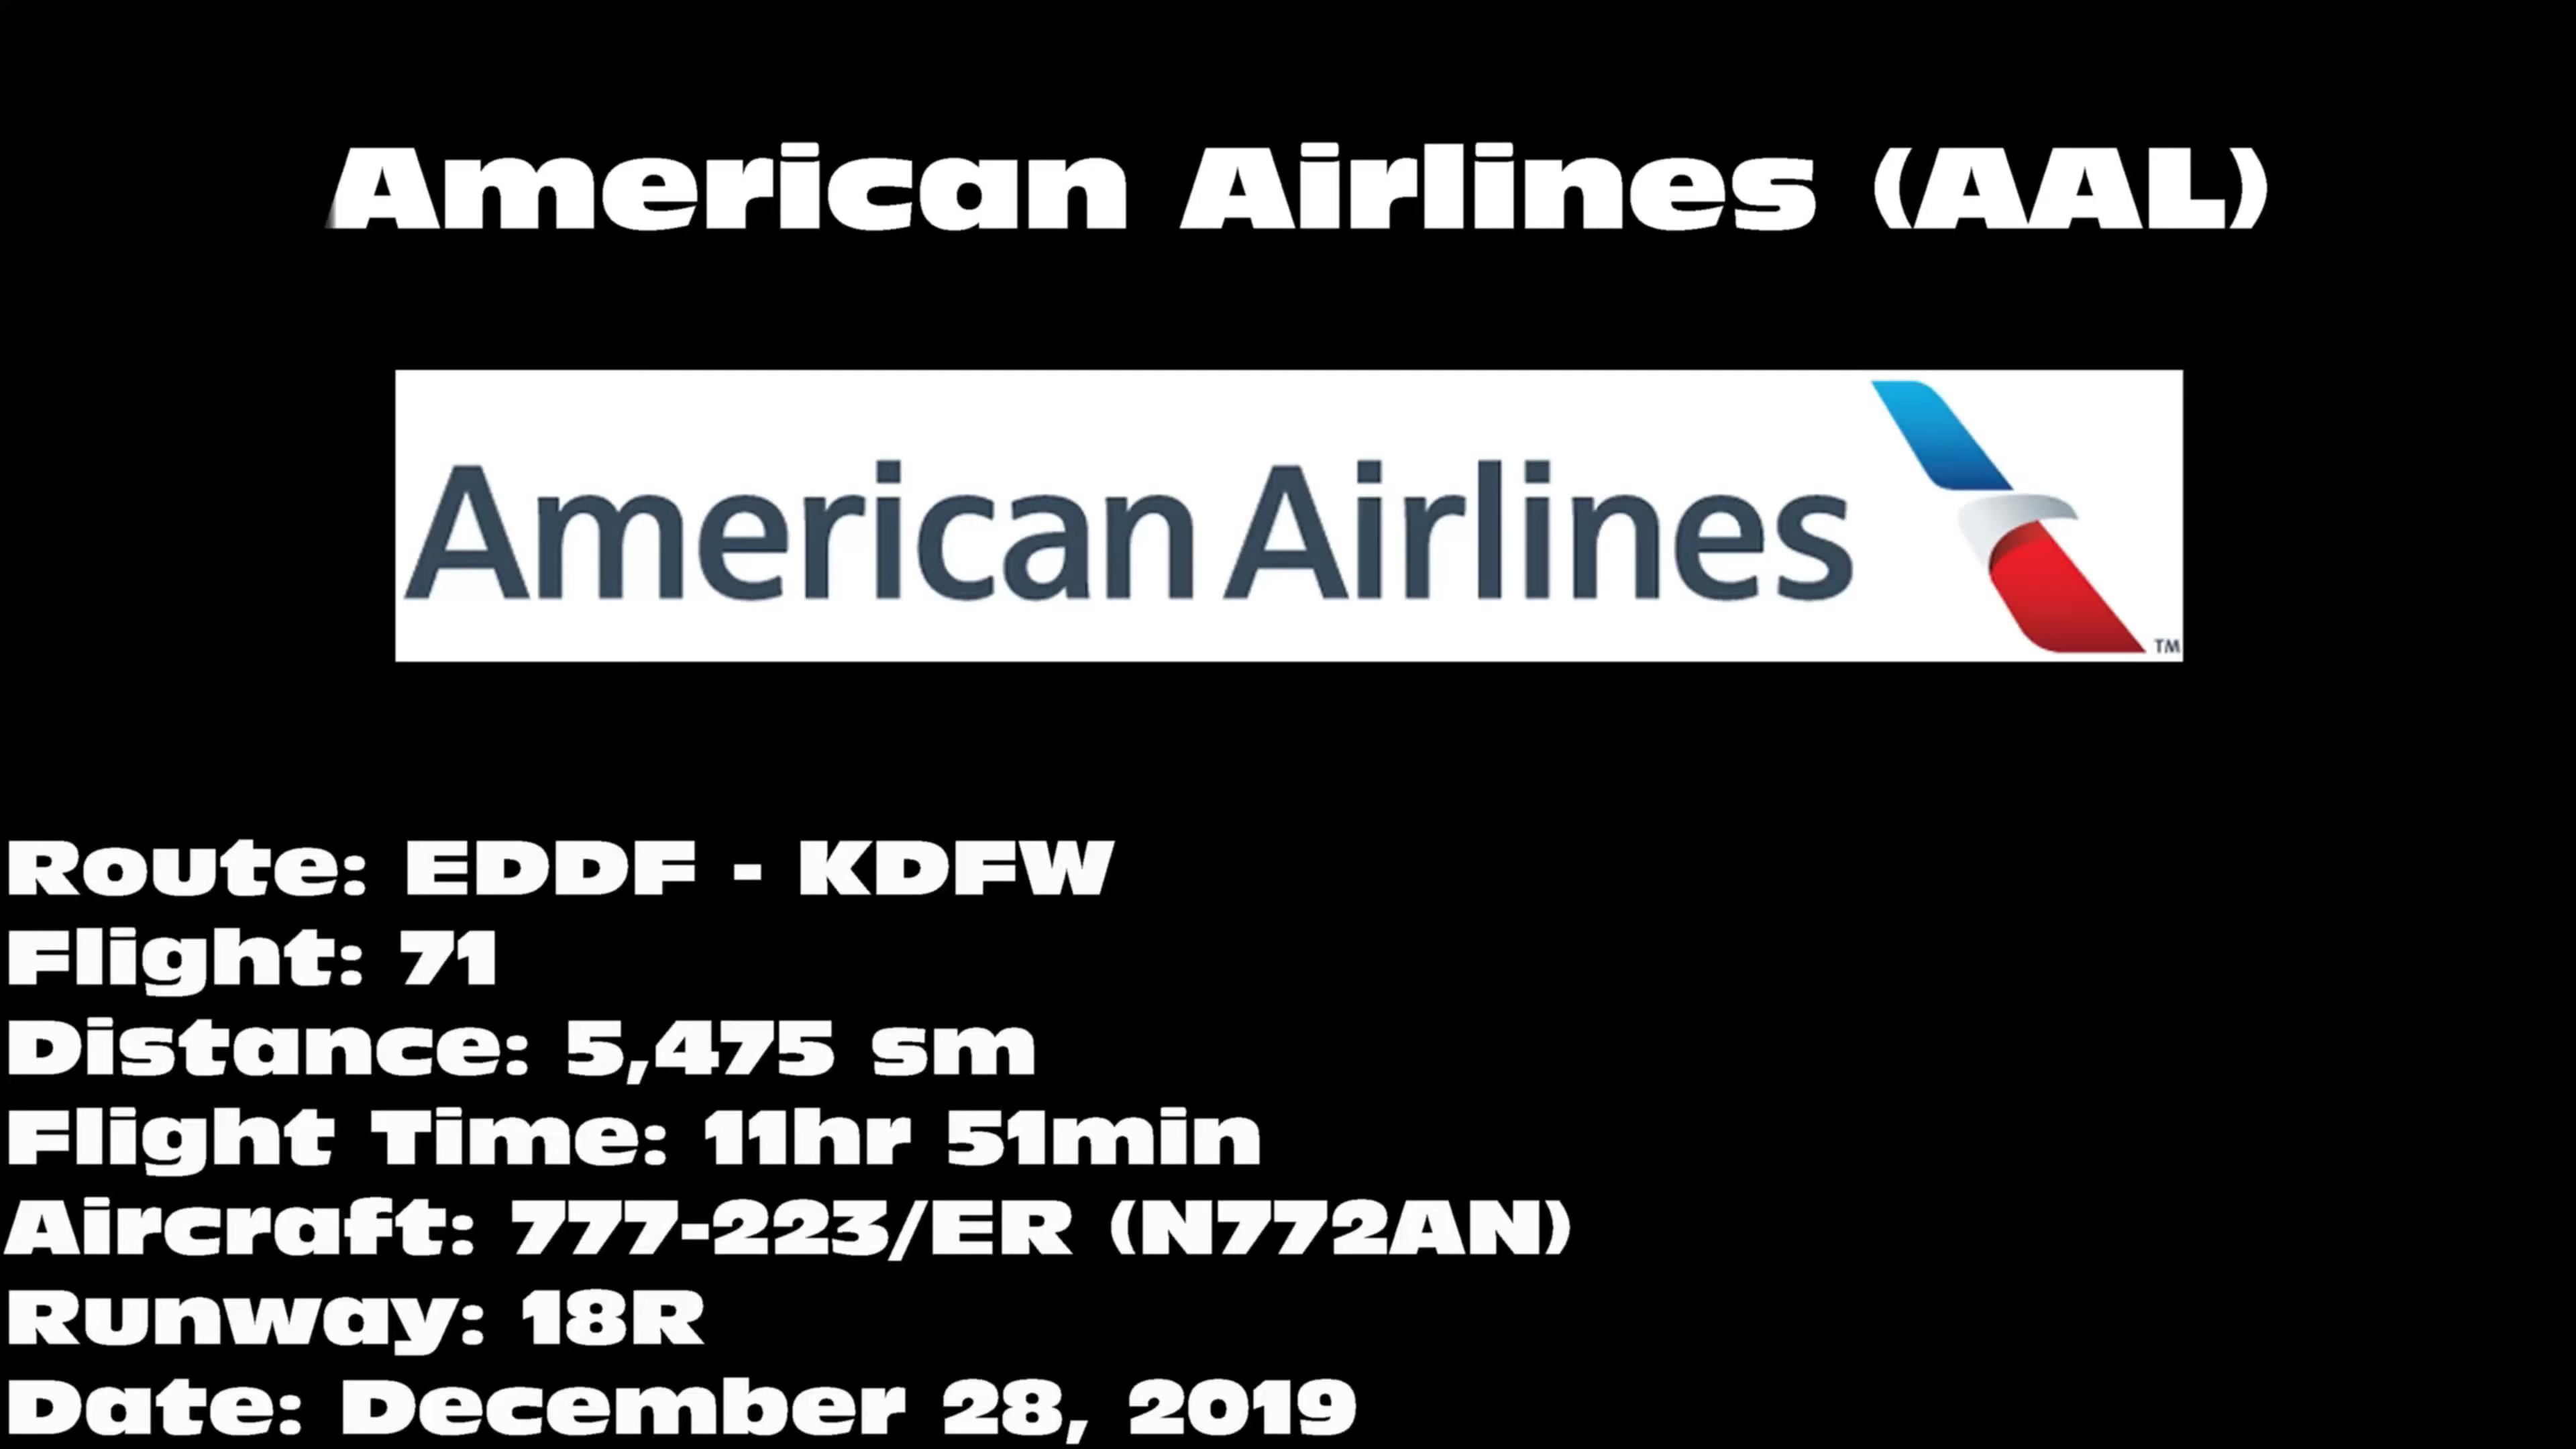 American Airlines (AAL)
American Airlines
TM
Route: EDDF - KDFW
Flight: 71
Distance: 5,475 sm
Flight Time: 11hr 51min
Aircraft: 777-223/ER (N772AN)
Runway: 18R
Date: December 28, 2019